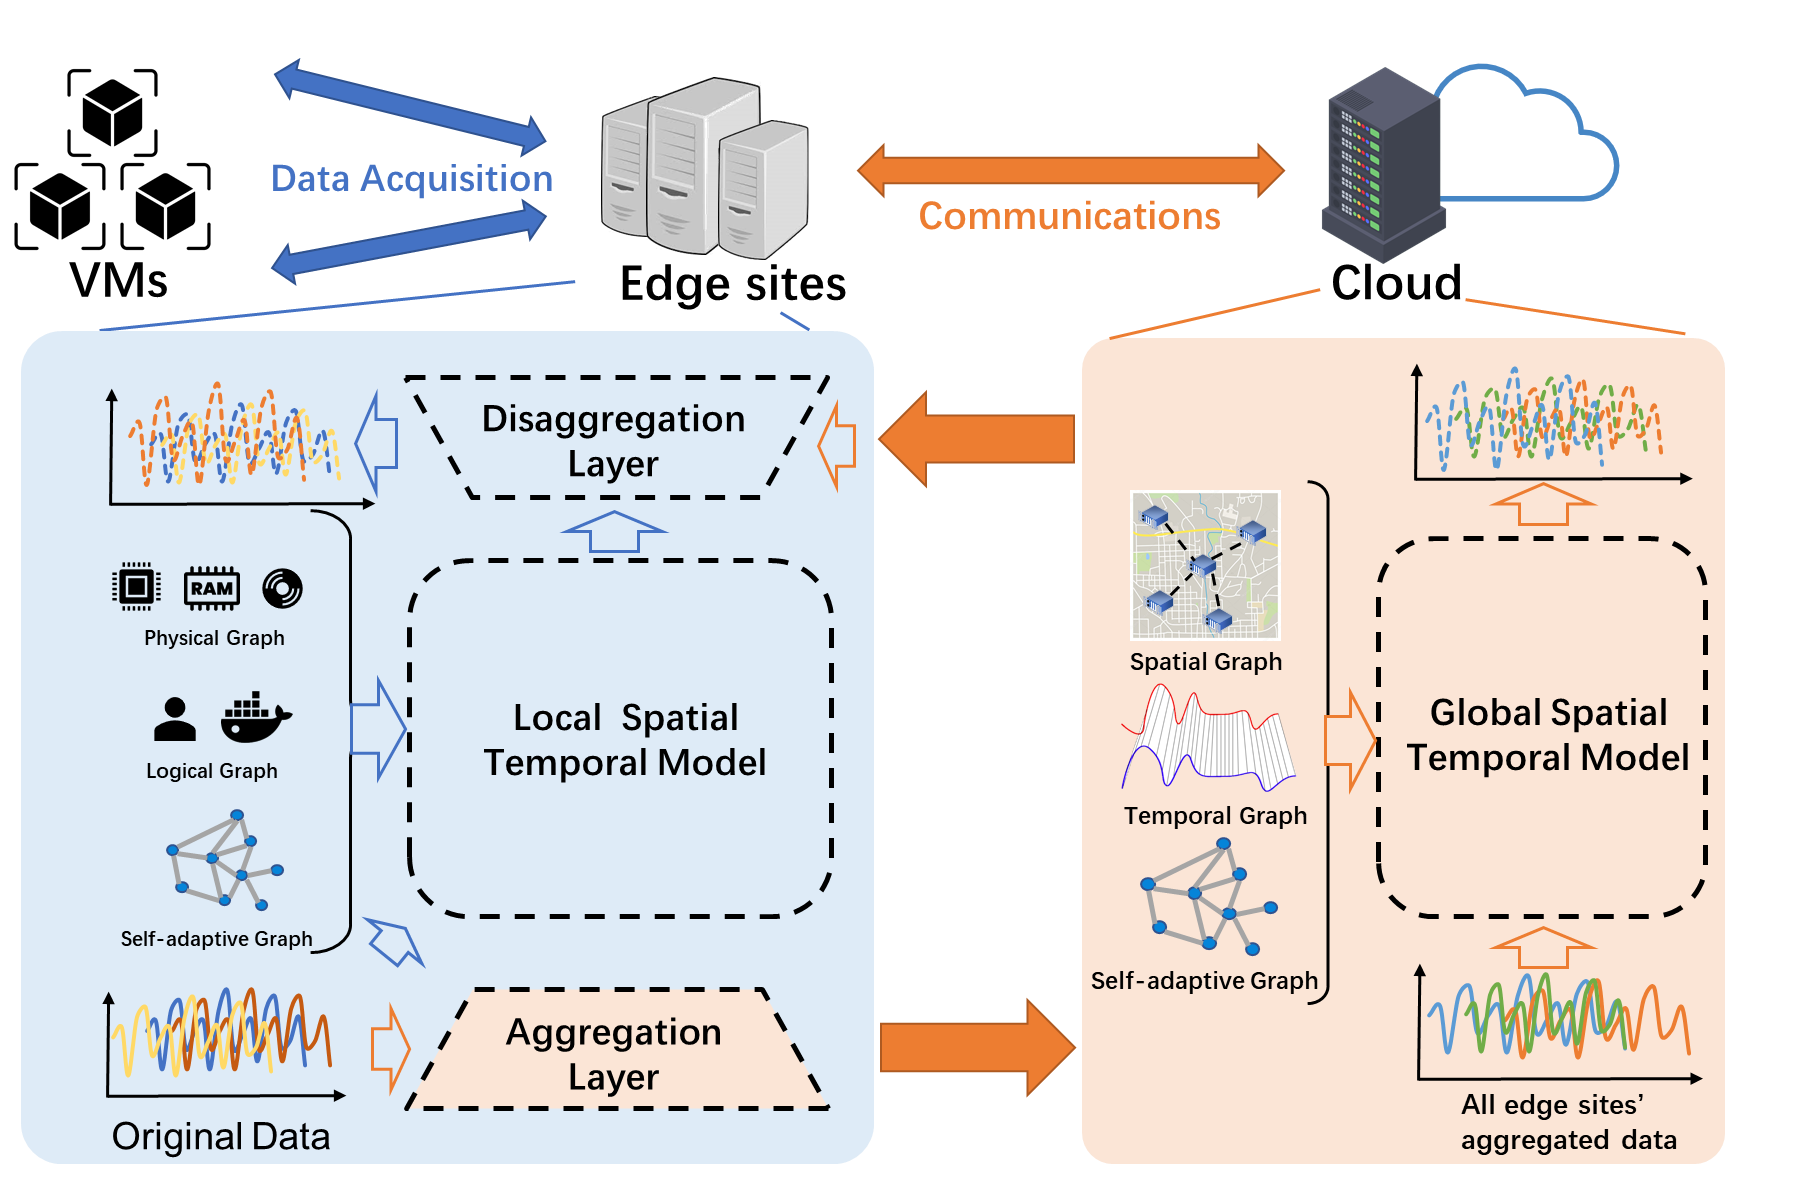 VMs
Data Acquisition
Edge sites
Communications
Cloud
Disaggregation
Layer
RAM
Physical Graph
Logical Graph
Self-adaptive Graph
Local Spatial
Temporal Model
Original Data
Aggregation
Layer
Spatial Graph
Temporal Graph
Self-adaptive Graph
Global Spatial
Temporal Model
All edge sites’
aggregated data